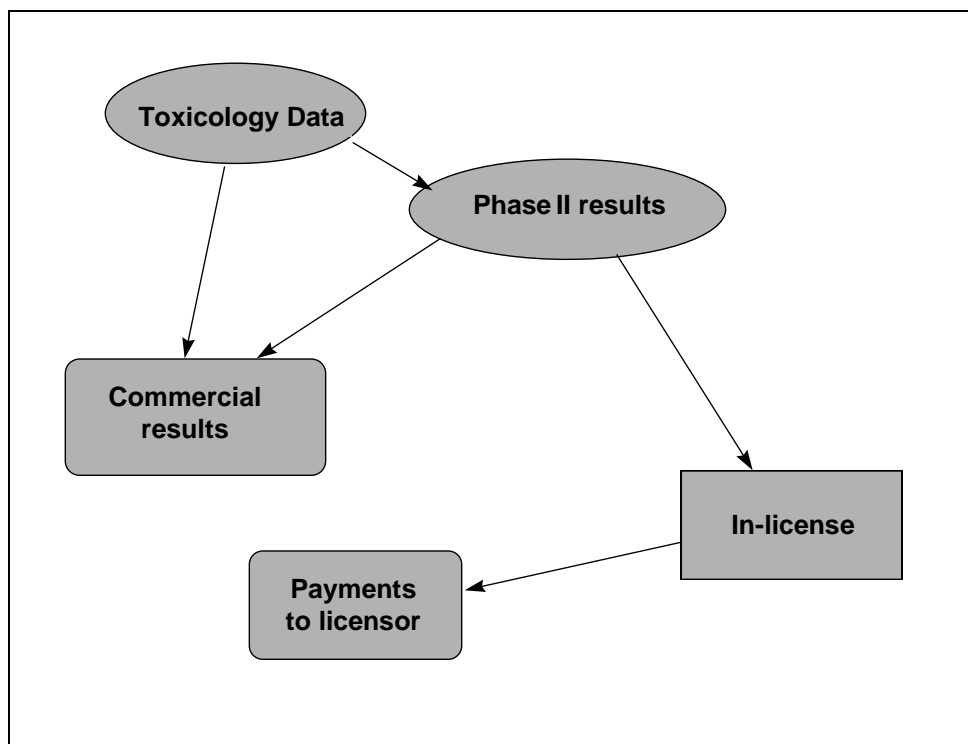 Toxicology Data
Phase II results
Commercial
results
In-license
Payments
to licensor